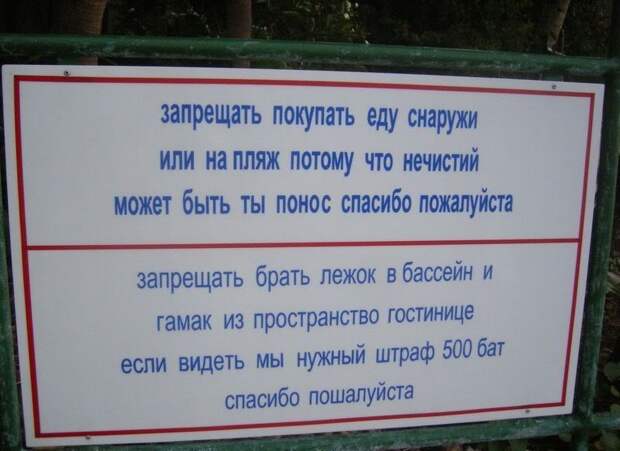 запрещать покупать еду снаружи
или на пляж потому что нечистий
может быть ты понос спасибо пожалуйста
запрещать брать лежок в бассейн и
гамак из пространство гостинице
если видеть мы нужный штраф 500 бат
спасибо пошалуйста